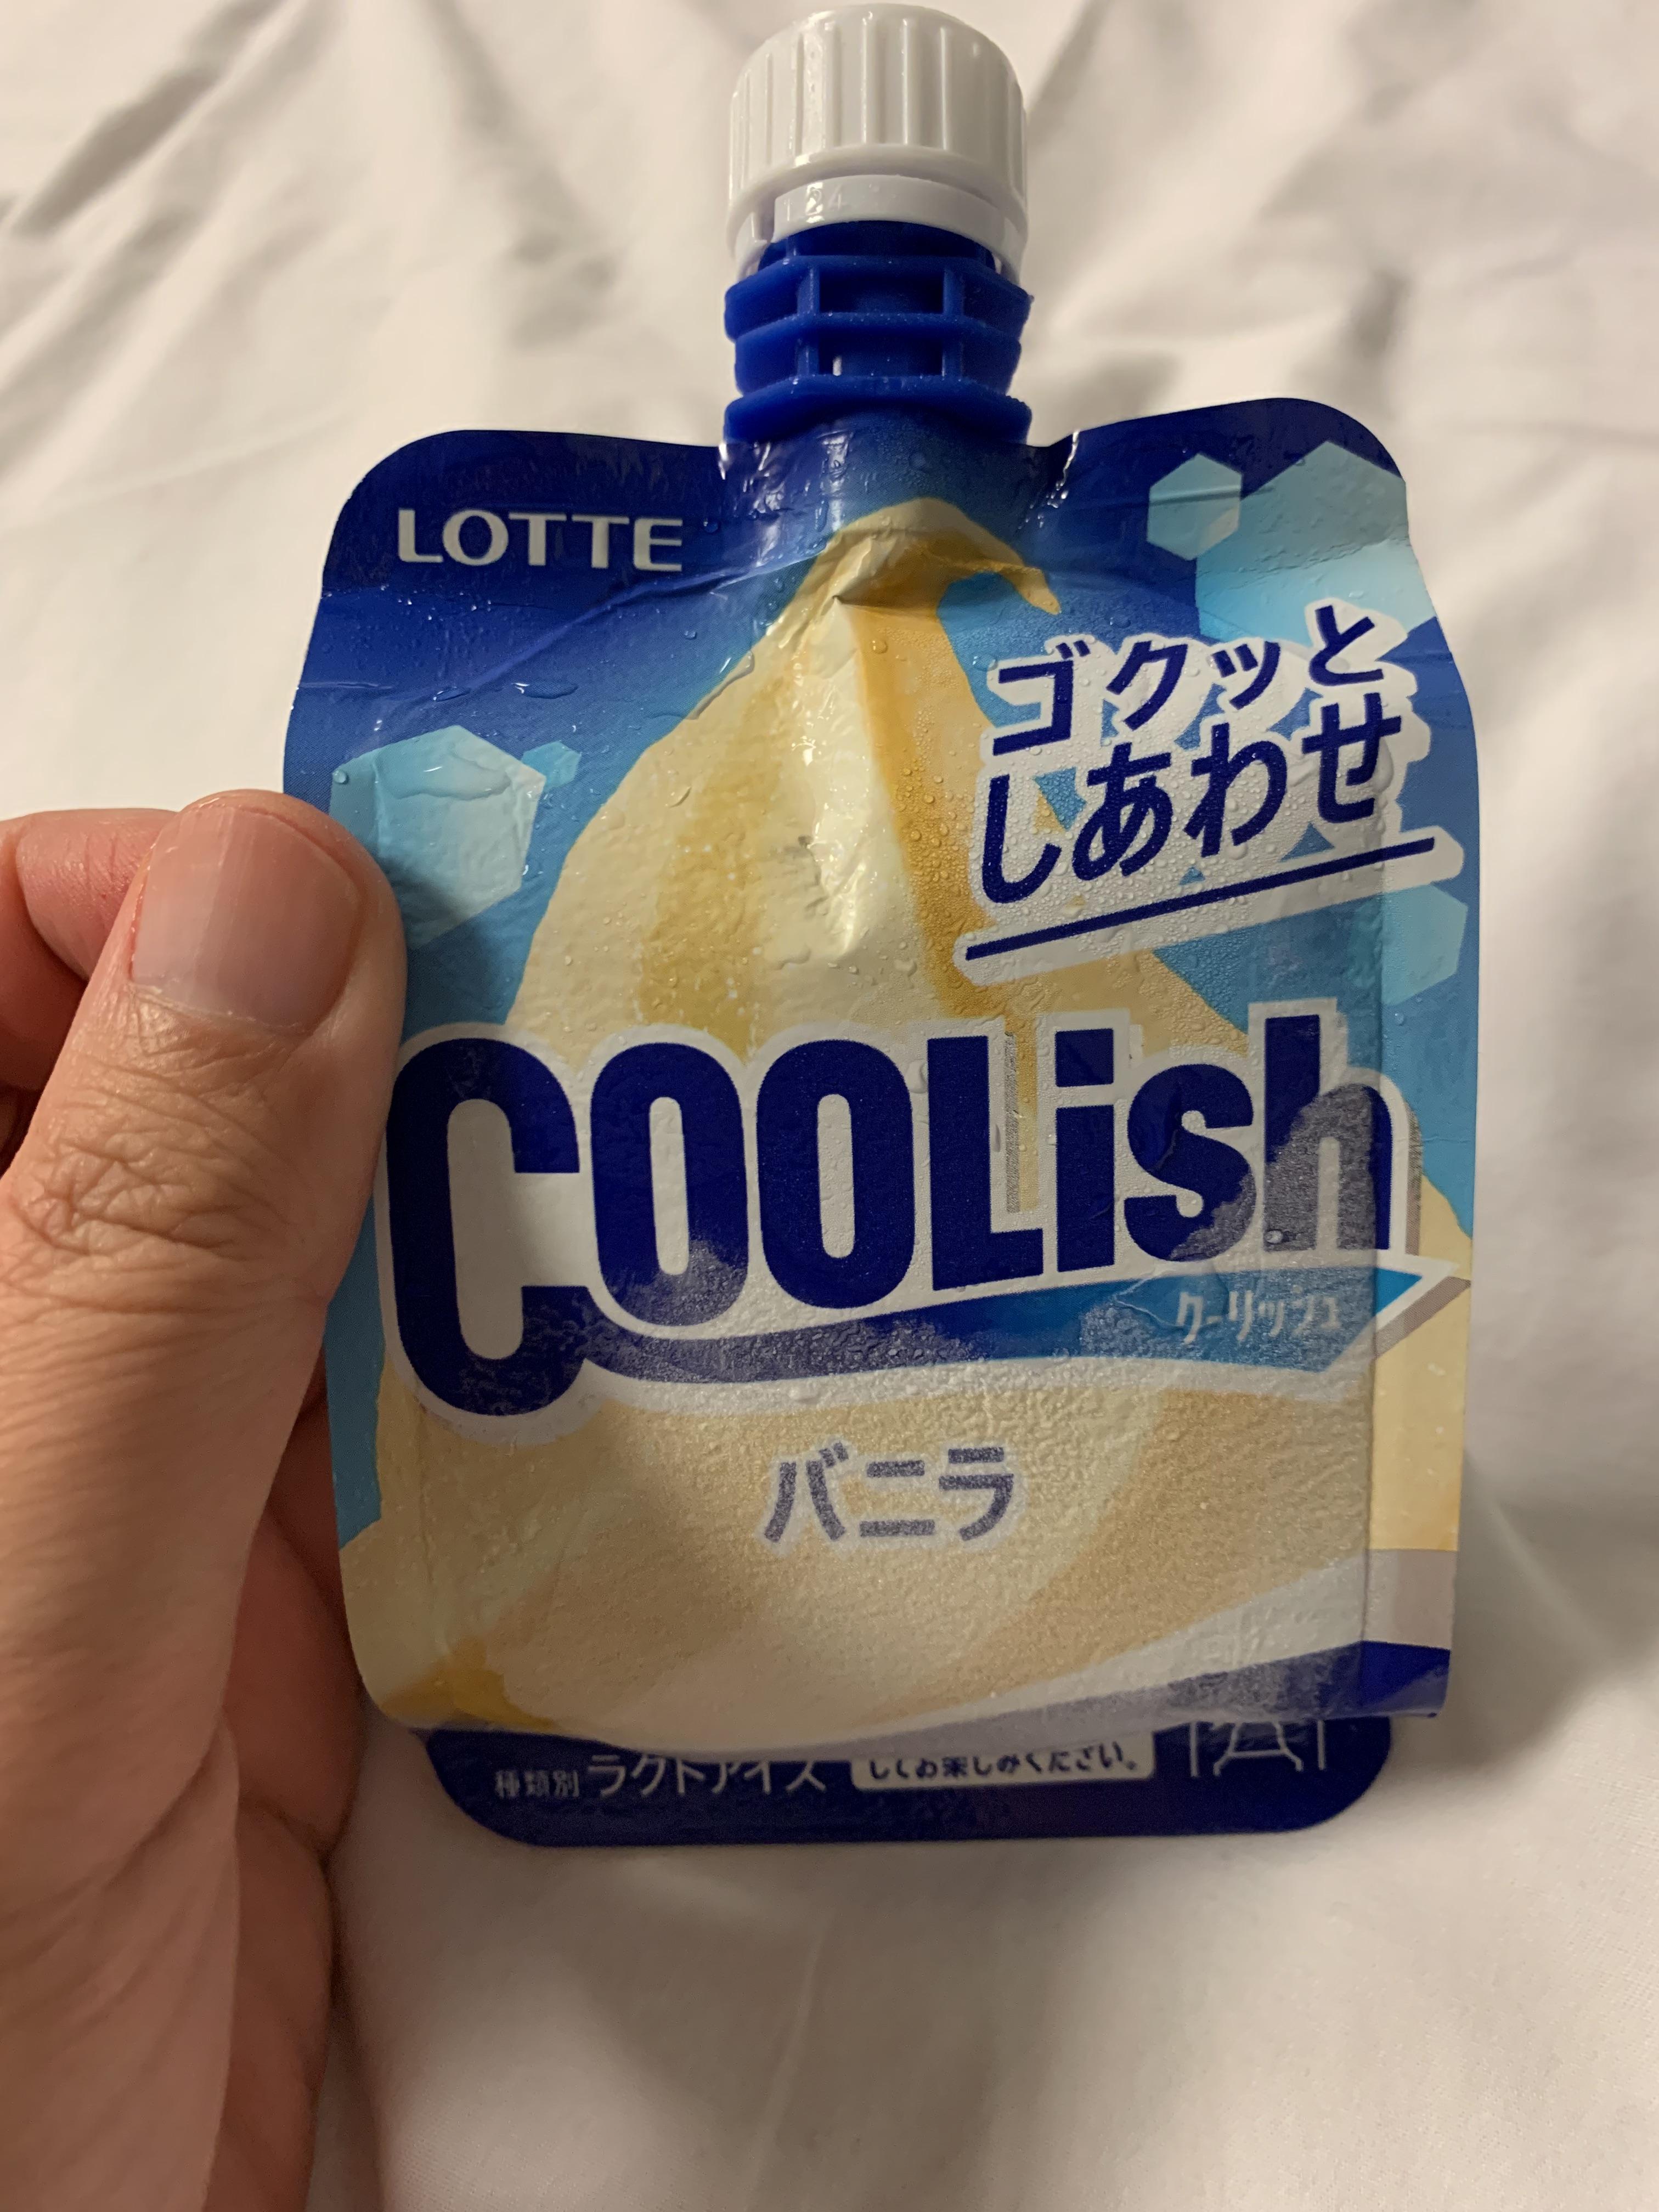 LOTTE
ゴクッと
しあわせ
COOLish
クーリッシュ
バニラ
種類別 ラクトアイス
してお楽しみください。